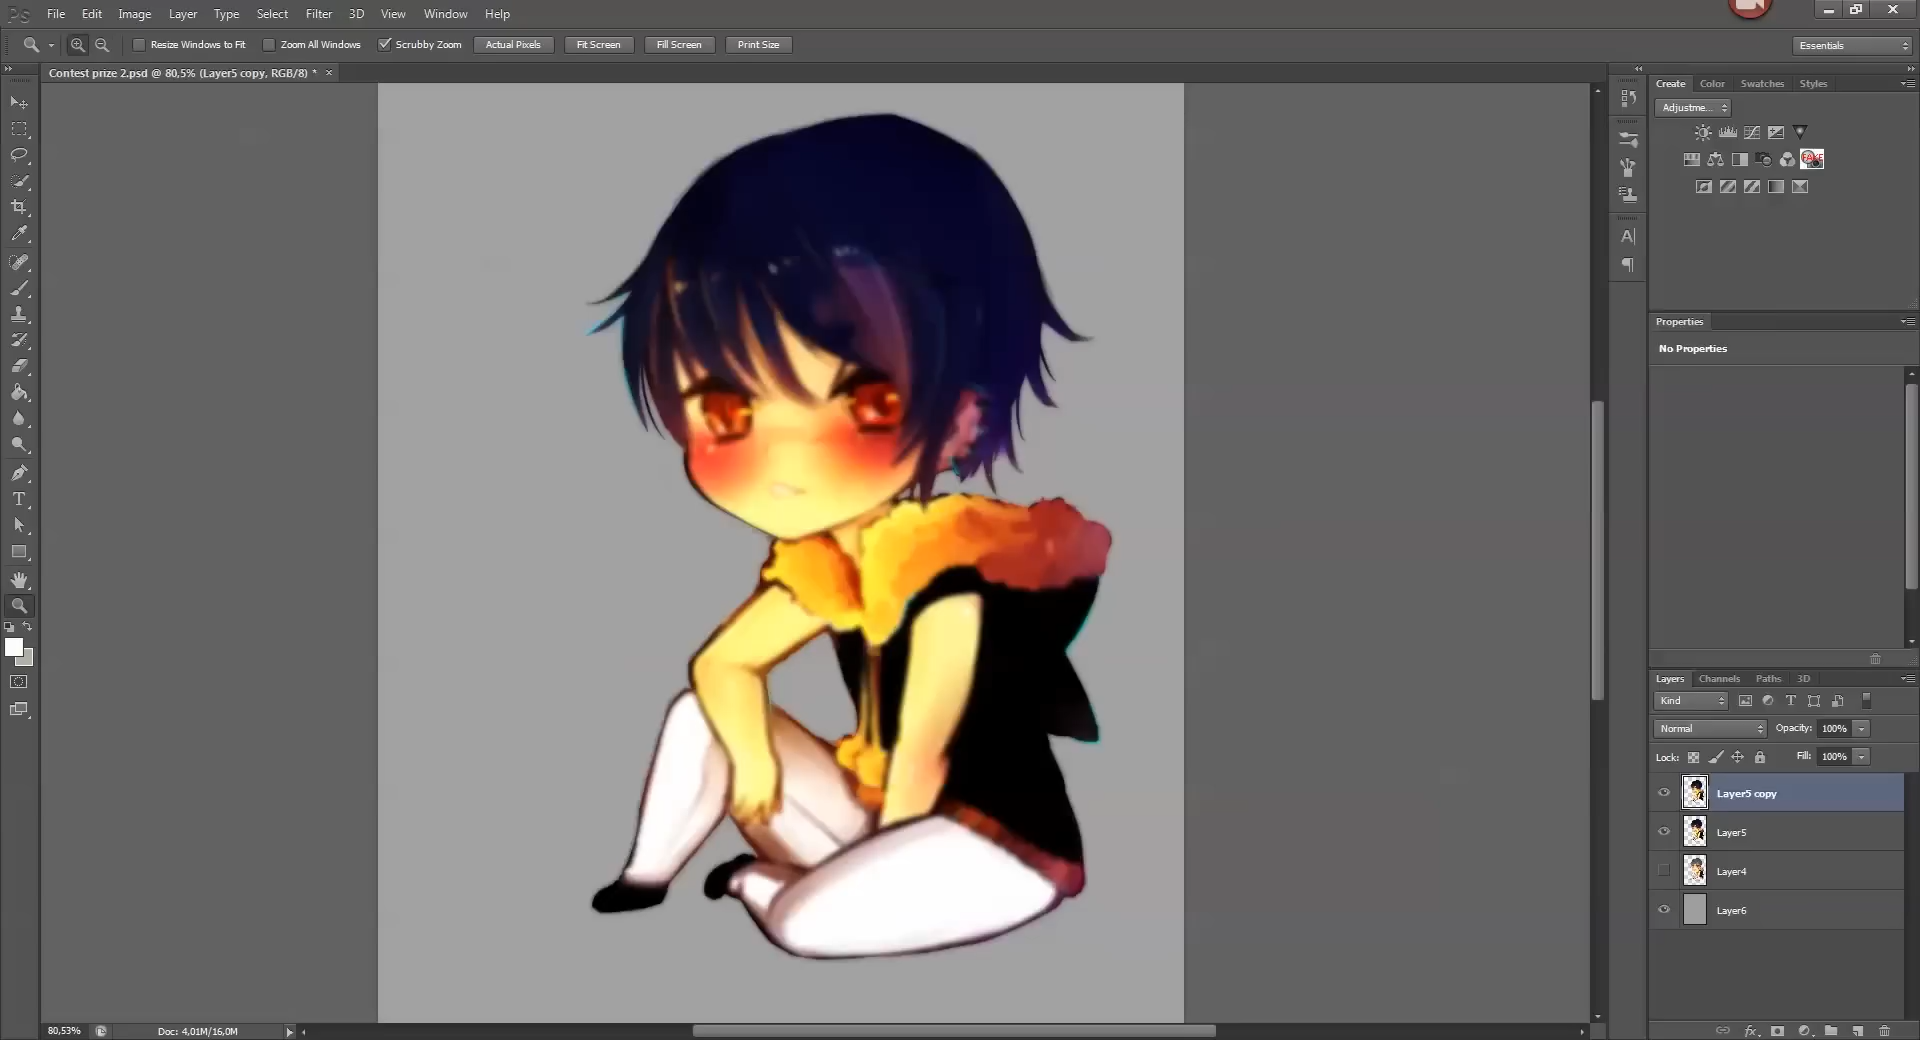 Ps File Edit Image Layer Type Select Filter 3D View Window Help
Resize Windows to Fit Zoom All Windows Scrubby Zoom Actual Pixels Fit Screen Fill Screen Print Size Essentials
Contest prize 2.psd @ 80,5% (Layer5 copy, RGB/8) * ×
Create Color Swatches Styles
Adjustme...
FAKE
Properties
No Properties
Layers Channels Paths 3D
Kind
Normal Opacity: 100%
Lock: Fill: 100%
Layer5 copy
Layer5
Layer4
Layer6
80,53% Doc: 4,01M/16,0M